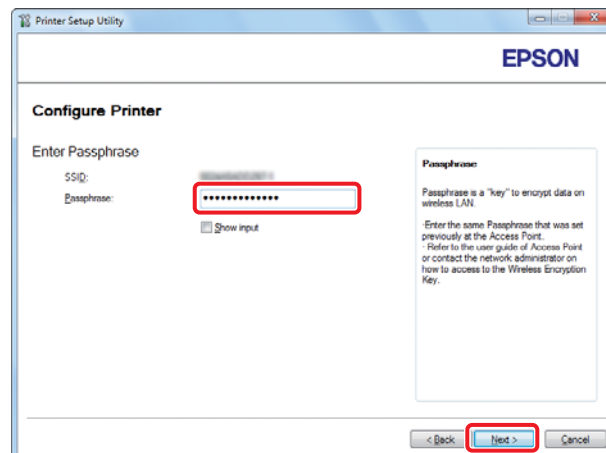 Printer Setup Utility
EPSON
Configure Printer
Enter Passphrase
SSID:
Passphrase: •••••••••••••
Show input
Passphrase
Passphrase is a "key" to encrypt data on
wireless LAN.
·Enter the same Passphrase that was set
previously at the Access Point.
· Refer to the user guide of Access Point
or contact the network administrator on
how to access to the Wireless Encryption
Key.
< Back Next > Cancel